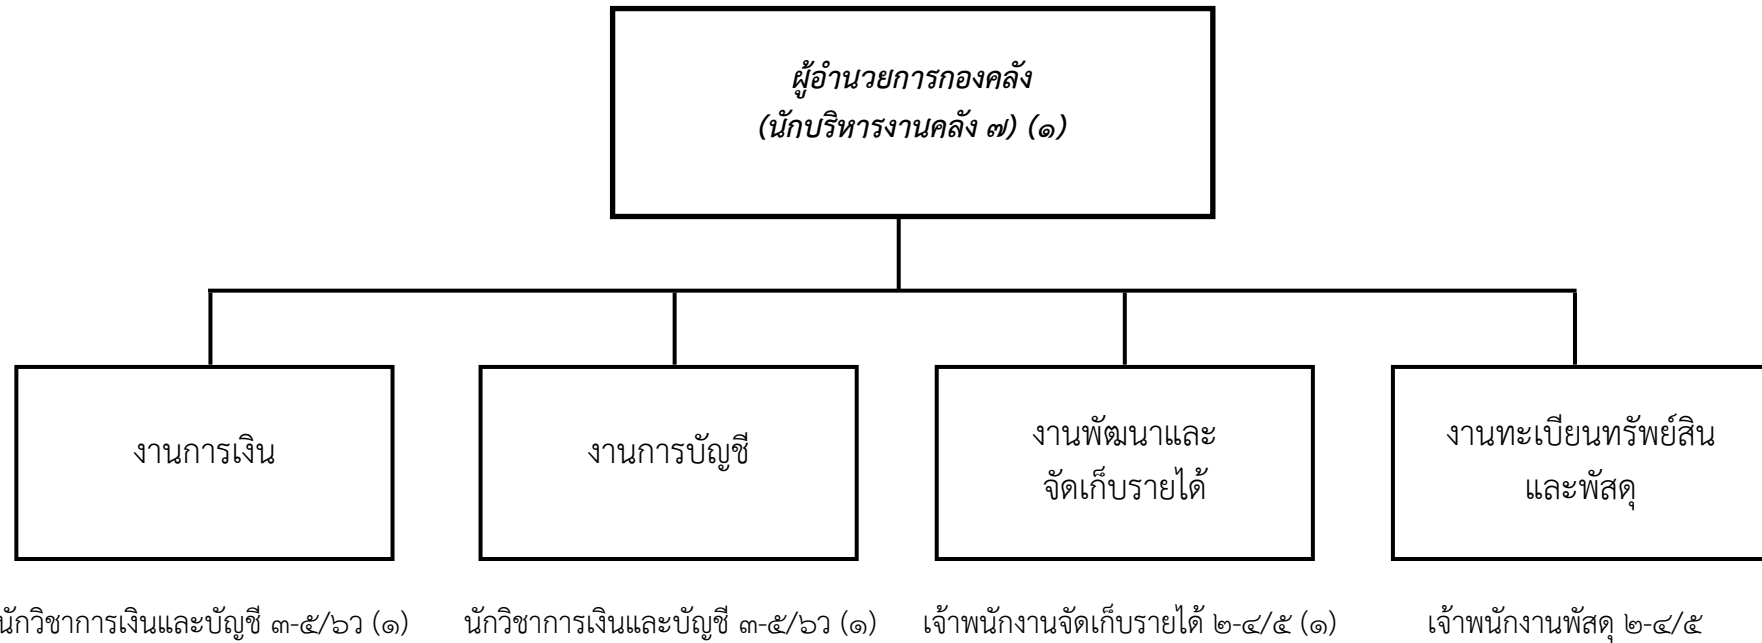 ผู้อำนวยการกองคลัง
(นักบริหารงานคลัง ๗) (๑)
งานการเงิน
งานการบัญชี
งานพัฒนาและ
จัดเก็บรายได้
งานทะเบียนทรัพย์สิน
และพัสดุ
นักวิชาการเงินและบัญชี ๓-๕/๖ว (๑)
นักวิชาการเงินและบัญชี ๓-๕/๖ว (๑)
เจ้าพนักงานจัดเก็บรายได้ ๒-๔/๕ (๑)
เจ้าพนักงานพัสดุ ๒-๔/๕